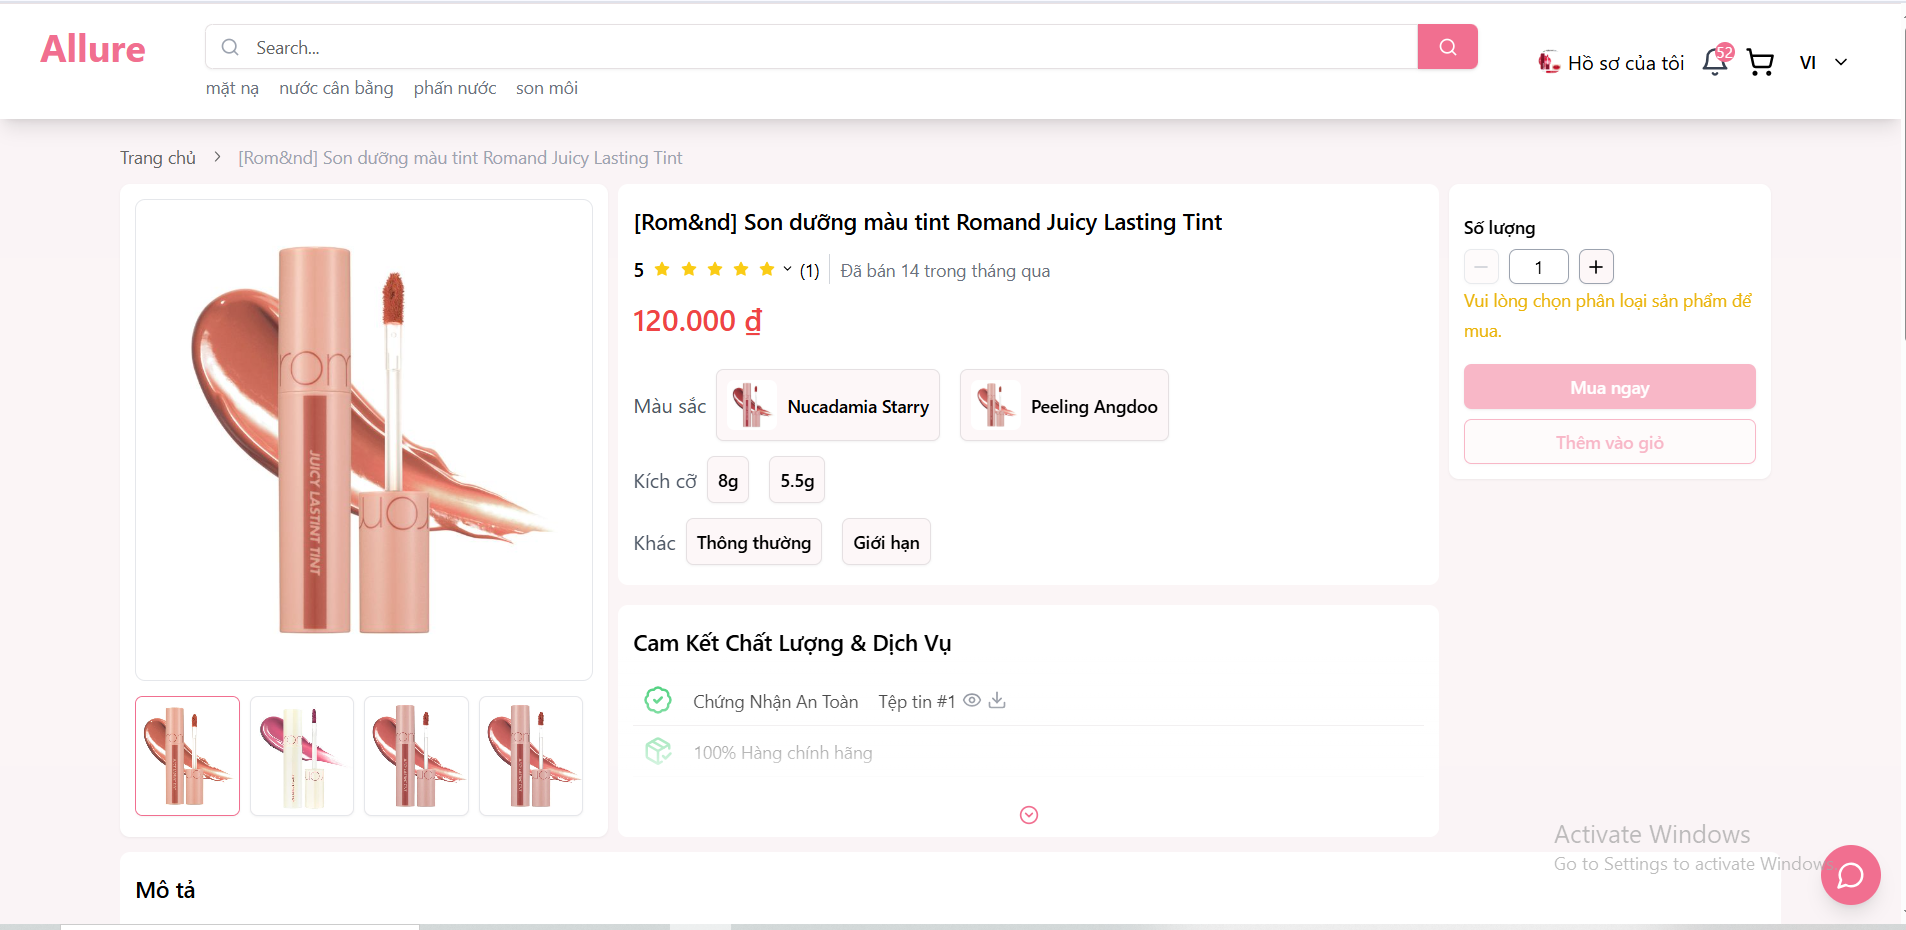 Allure
Search...
Hồ sơ của tôi
52
VI
mặt nạ nước cân bằng phấn nước son môi
Trang chủ > [Rom&nd] Son dưỡng màu tint Romand Juicy Lasting Tint
rom
JUICY LASTINT TINT
[Rom&nd] Son dưỡng màu tint Romand Juicy Lasting Tint
5 (1) Đã bán 14 trong tháng qua
120.000 ₫
Màu sắc Nucadamia Starry Peeling Angdoo
Kích cỡ 8g 5.5g
Khác Thông thường Giới hạn
Số lượng
1
Vui lòng chọn phân loại sản phẩm để
mua.
Mua ngay
Thêm vào giỏ
Cam Kết Chất Lượng & Dịch Vụ
Chứng Nhận An Toàn Tệp tin #1
100% Hàng chính hãng
Mô tả
Activate Windows
Go to Settings to activate Windows